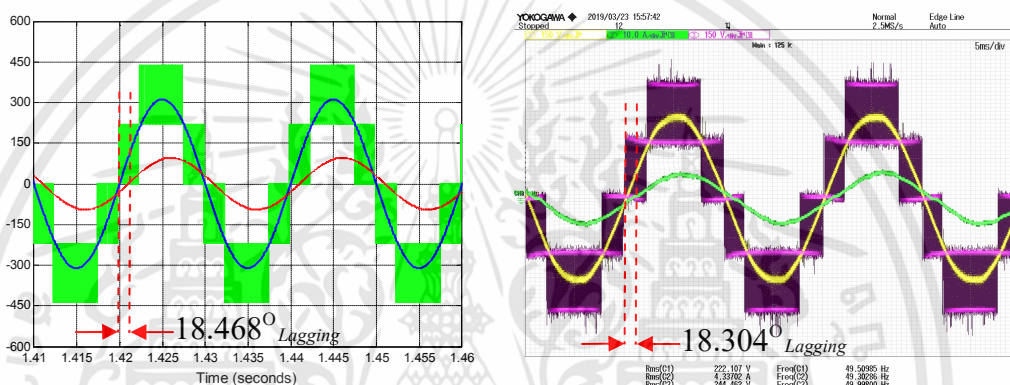 600
450
300
150
0
-150
-300
-450
-600
1.41 1.415 1.42 1.425 1.43 1.435 1.44 1.445 1.45 1.455 1.46
Time (seconds)
18.468° Lagging
YOKOGAWA ◆ 2019/03/23 15:57:42
Stopped 12
Normal Edge Line
2.5MS/s Auto
Main : 125 k
5ms/div
18.304° Lagging
Rms(C1) 222.107 V Freq(C1) 49.50985 Hz
Rms(C2) 4.33702 A Freq(C2) 49.30286 Hz